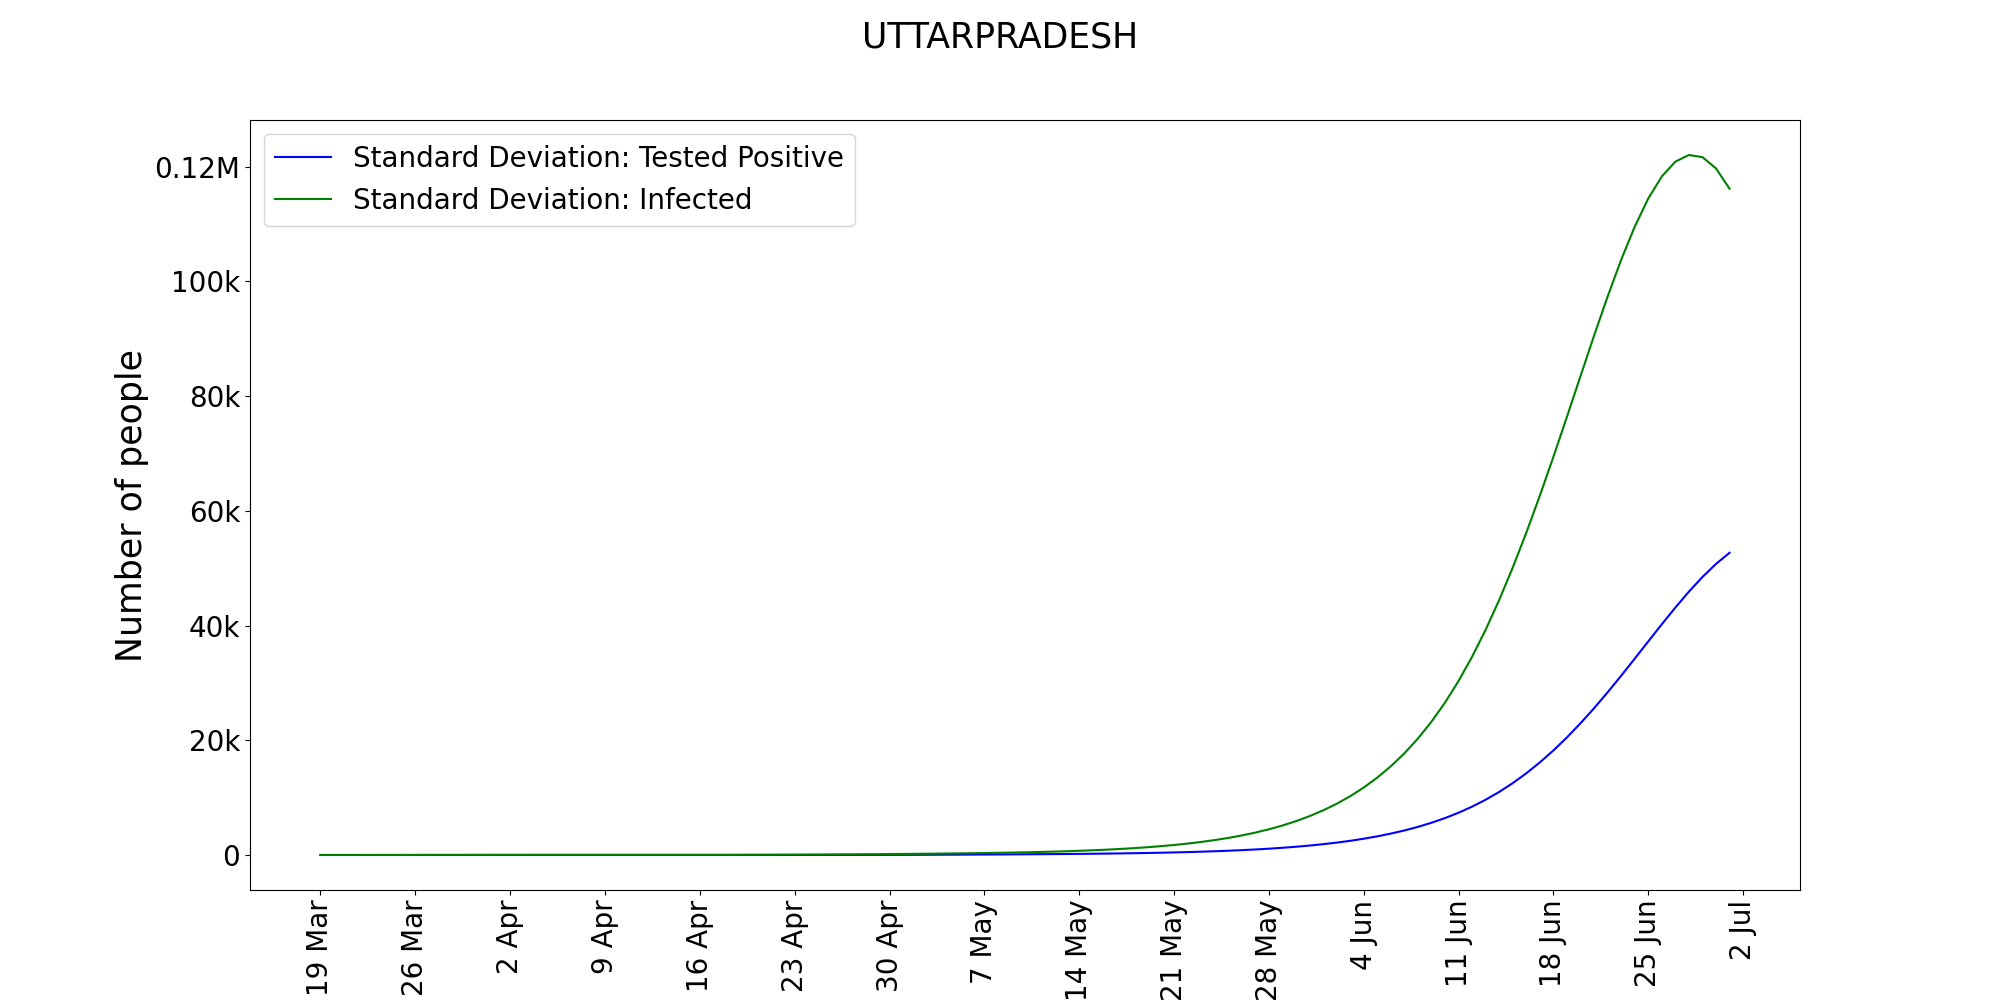 UTTARPRADESH
Standard Deviation: Tested Positive
Standard Deviation: Infected
Number of people
0.12M
100k
80k
60k
40k
20k
0
19 Mar
26 Mar
2 Apr
9 Apr
16 Apr
23 Apr
30 Apr
7 May
14 May
21 May
28 May
4 Jun
11 Jun
18 Jun
25 Jun
2 Jul